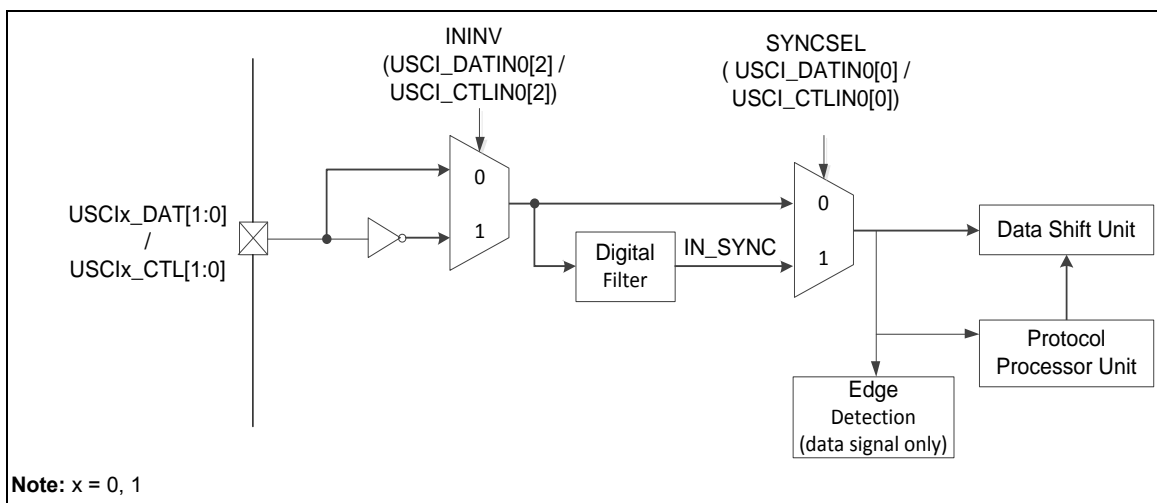 ININV
(USCI_DATIN0[2] /
USCI_CTLIN0[2])
SYNCSEL
( USCI_DATIN0[0] /
USCI_CTLIN0[0])
USCIx_DAT[1:0]
/
USCIx_CTL[1:0]
0
1
Digital
Filter
IN_SYNC
0
1
Data Shift Unit
Protocol
Processor Unit
Edge
Detection
(data signal only)
Note: x = 0, 1